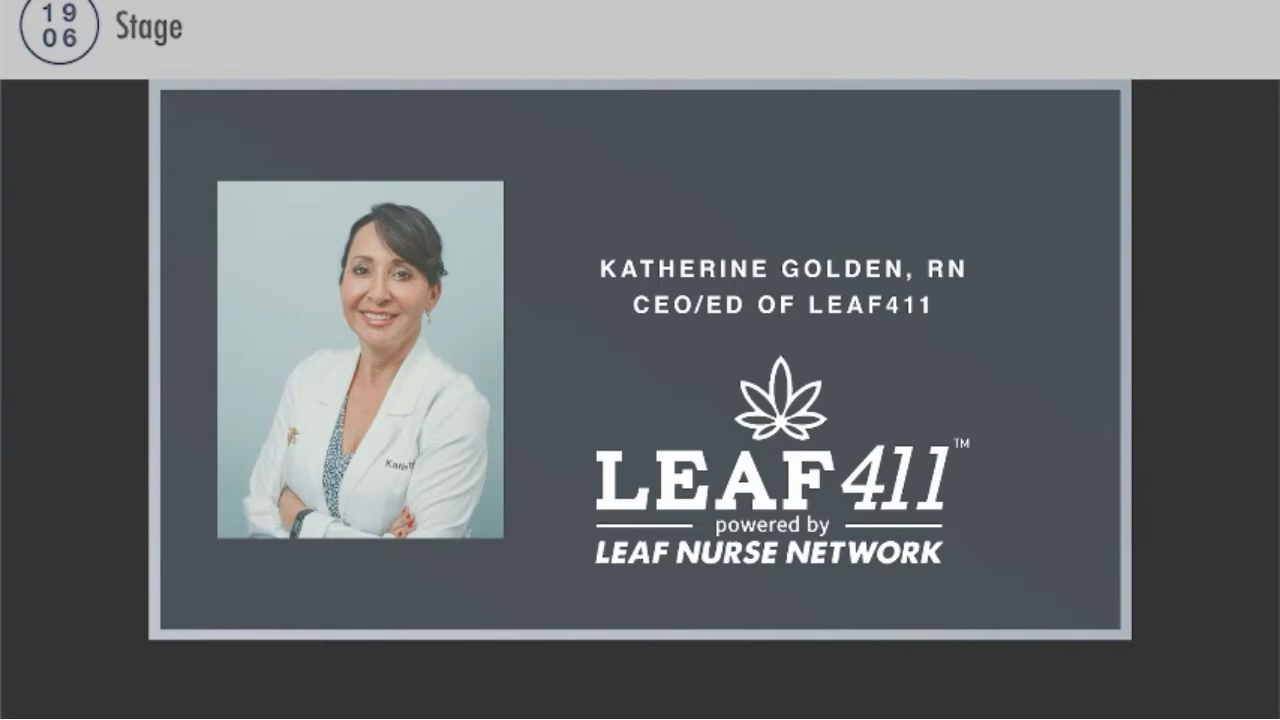 19
06
Stage
KATHERINE GOLDEN, RN
CEO/ED OF LEAF411
LEAF411™
powered by
LEAF NURSE NETWORK